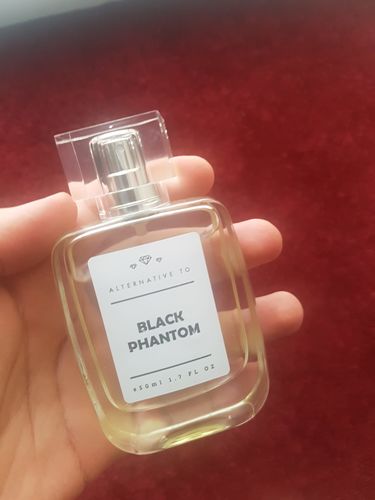 ALTERNATIVE TO
BLACK
PHANTOM
e50ml 1.7 FL OZ